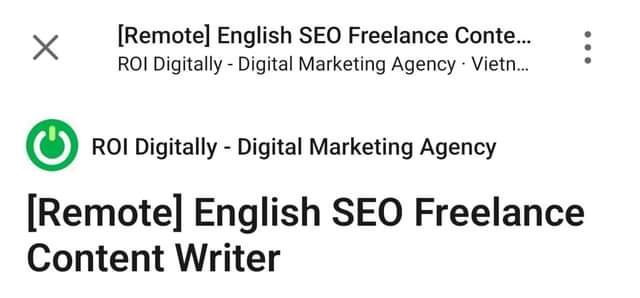 [Remote] English SEO Freelance Conte...
ROI Digitally - Digital Marketing Agency · Vietn...
ROI Digitally - Digital Marketing Agency
[Remote] English SEO Freelance
Content Writer